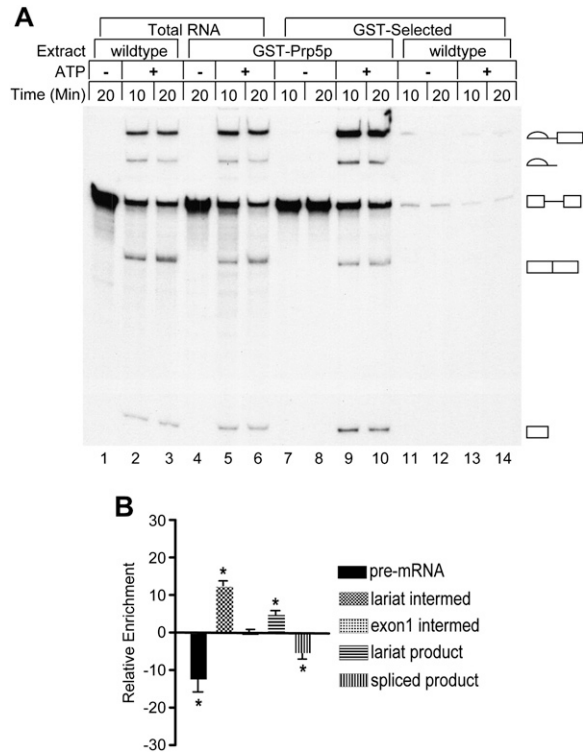 A
Total RNA GST-Selected
Extract wildtype GST-Prp5p wildtype
ATP - + - + - + - +
Time (Min) 20 10 20 20 10 20 10 20 10 20 10 20 10 20
1 2 3 4 5 6 7 8 9 10 11 12 13 14
B
Relative Enrichment
30
20
10
0
-10
-20
-30
*
*
*
*
pre-mRNA
lariat intermed
exon1 intermed
lariat product
spliced product